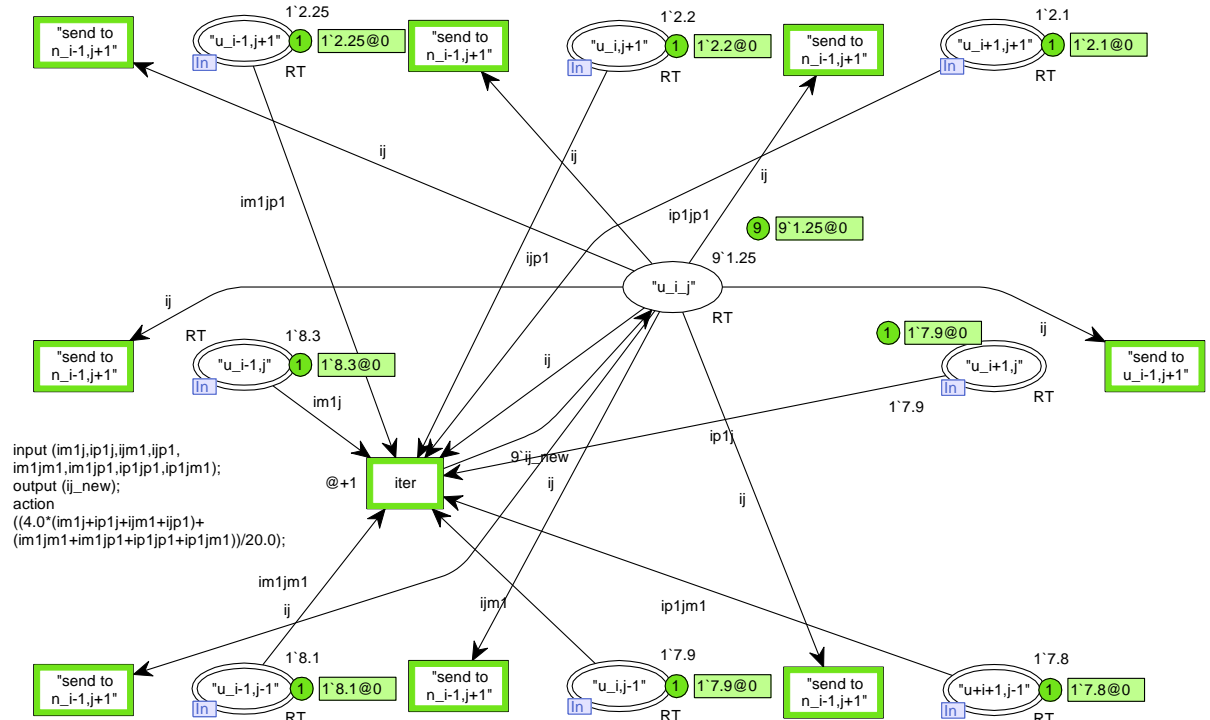 1`2.25
1`2.2
1`2.1
"send to
n_i-1,j+1"
"u_i-1,j+1"
1
1`2.25@0
In
RT
"send to
n_i-1,j+1"
"u_i,j+1"
1
1`2.2@0
In
RT
"send to
n_i-1,j+1"
"u_i+1,j+1"
1
1`2.1@0
In
RT
ij
ij
ij
im1jp1
ip1jp1
9
9`1.25@0
ijp1
9`1.25
"u_i_j"
RT
ij
ij
RT
1`8.3
1
1`7.9@0
"send to
n_i-1,j+1"
"u_i-1,j"
1
1`8.3@0
In
ij
"u_i+1,j"
In
RT
"send to
u_i-1,j+1"
im1j
1`7.9
ip1j
input (im1j,ip1j,ijm1,ijp1,
im1jm1,im1jp1,ip1jp1,ip1jm1);
output (ij_new);
action
((4.0*(im1j+ip1j+ijm1+ijp1)+
(im1jm1+im1jp1+ip1jp1+ip1jm1))/20.0);
@+1
iter
9`ij_new
ij
ij
im1jm1
ij
ijm1
ip1jm1
1`8.1
1`7.9
1`7.8
"send to
n_i-1,j+1"
"u_i-1,j-1"
1
1`8.1@0
In
RT
"send to
n_i-1,j+1"
"u_i,j-1"
1
1`7.9@0
In
RT
"send to
n_i-1,j+1"
"u+i+1,j-1"
1
1`7.8@0
In
RT